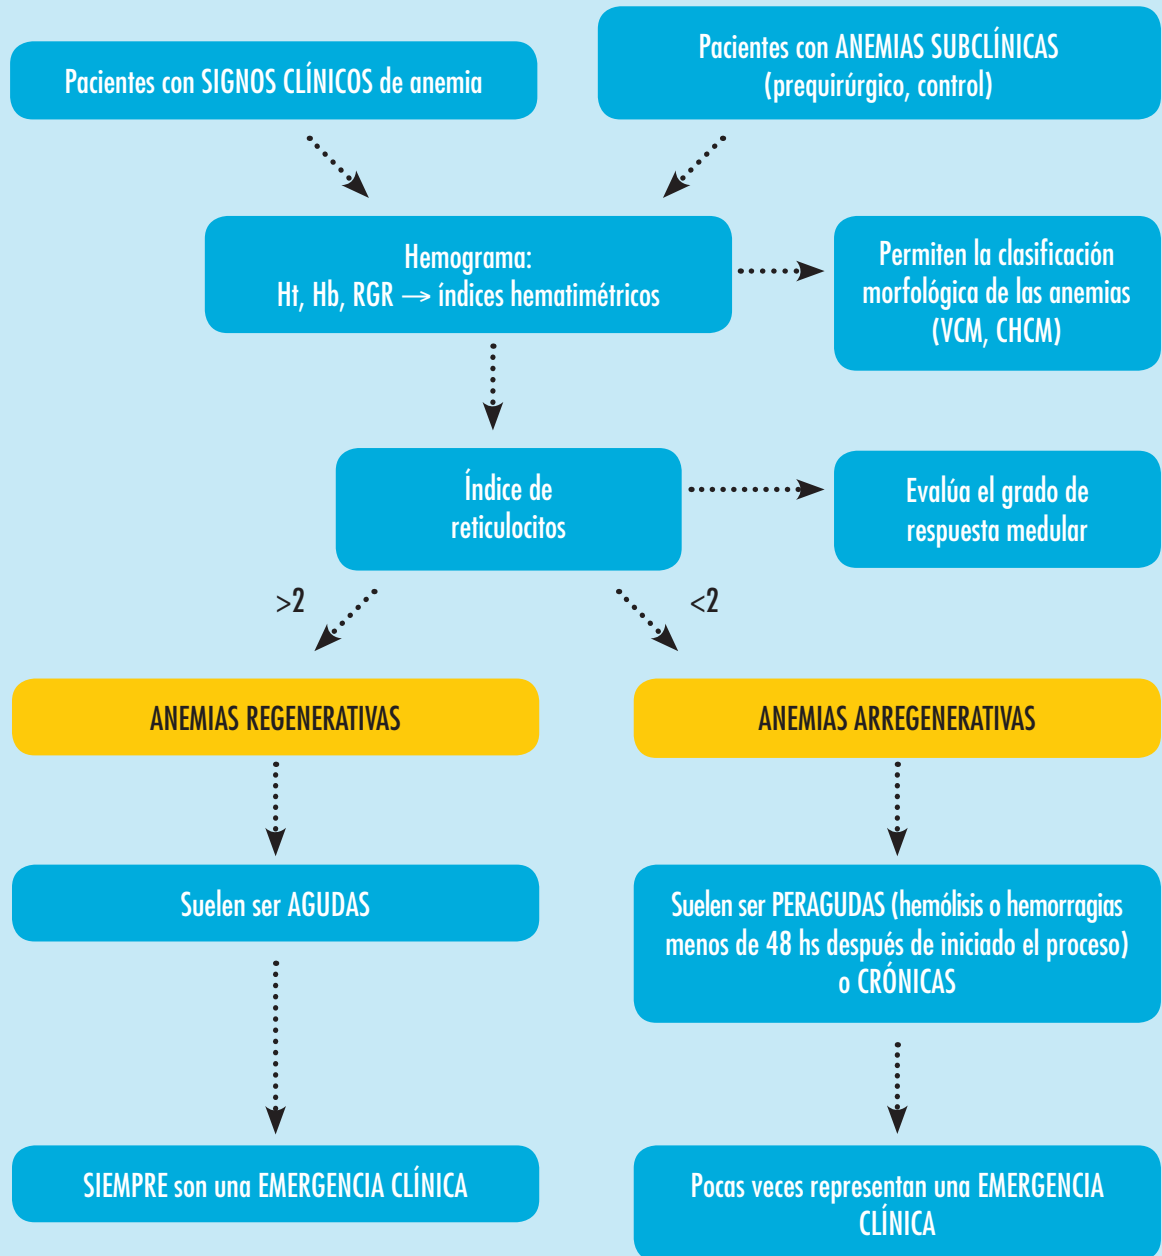 Pacientes con SIGNOS CLÍNICOS de anemia
Pacientes con ANEMIAS SUBCLÍNICAS
(prequirúrgico, control)
Hemograma:
Ht, Hb, RGR → índices hematimétricos
Permiten la clasificación
morfológica de las anemias
(VCM, CHCM)
Índice de
reticulocitos
Evalúa el grado de
respuesta medular
>2
<2
ANEMIAS REGENERATIVAS
ANEMIAS ARREGENERATIVAS
Suelen ser AGUDAS
Suelen ser PERAGUDAS (hemólisis o hemorragias
menos de 48 hs después de iniciado el proceso)
o CRÓNICAS
SIEMPRE son una EMERGENCIA CLÍNICA
Pocas veces representan una EMERGENCIA
CLÍNICA